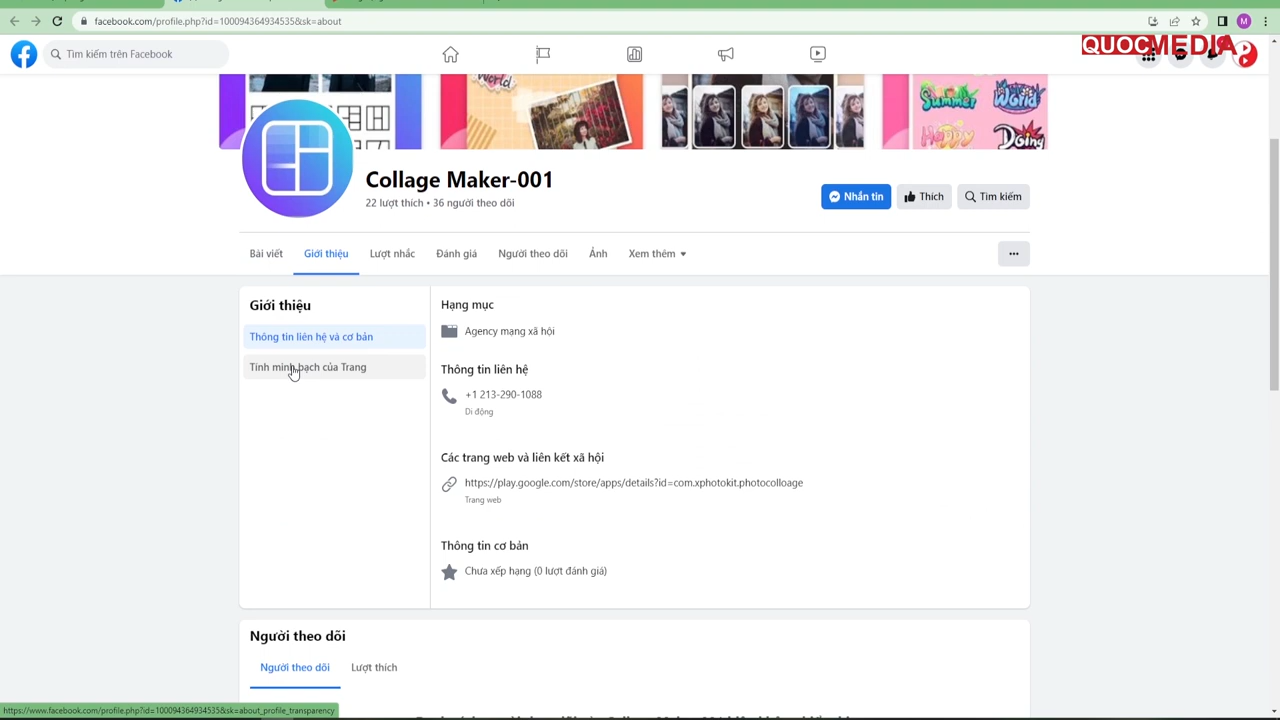 facebook.com/profile.php?id=100094364934535&sk=about
M
QUOCMEDIA
Tìm kiếm trên Facebook
World
Summer
World
Happy
Doing
Collage Maker-001
22 lượt thích • 36 người theo dõi
Nhắn tin
Thích
Tìm kiếm
Bài viết
Giới thiệu
Lượt nhắc
Đánh giá
Người theo dõi
Ảnh
Xem thêm
Giới thiệu
Thông tin liên hệ và cơ bản
Tính minh bạch của Trang
Hạng mục
Agency mạng xã hội
Thông tin liên hệ
+1 213-290-1088
Di động
Các trang web và liên kết xã hội
https://play.google.com/store/apps/details?id=com.xphotokit.photocolloage
Trang web
Thông tin cơ bản
Chưa xếp hạng (0 lượt đánh giá)
Người theo dõi
Người theo dõi
Lượt thích
https://www.facebook.com/profile.php?id=100094364934535&sk=about_profile_transparency